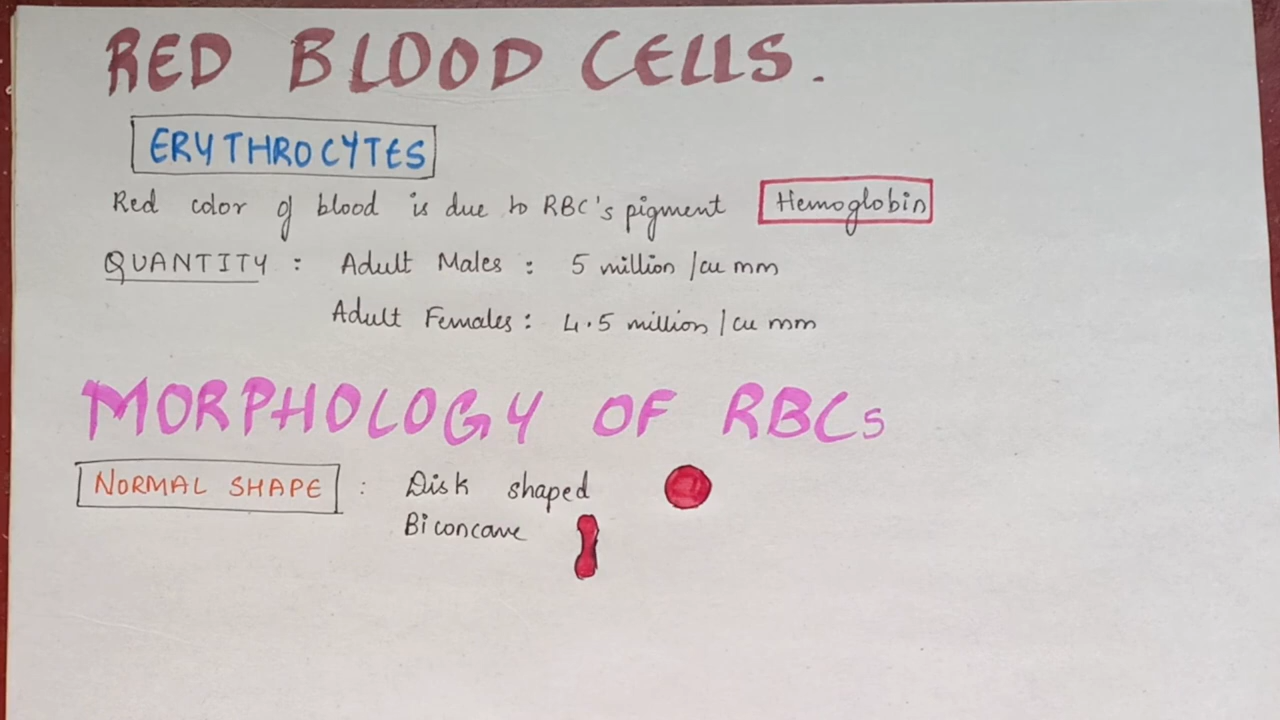 RED BLOOD CELLS.
ERYTHROCYTES
Red color of blood is due to RBC's pigment Hemoglobin
QUANTITY : Adult Males : 5 million /cu mm
Adult Females : 4.5 million /cu mm
MORPHOLOGY OF RBCs
NORMAL SHAPE : Disk shaped
Biconcave